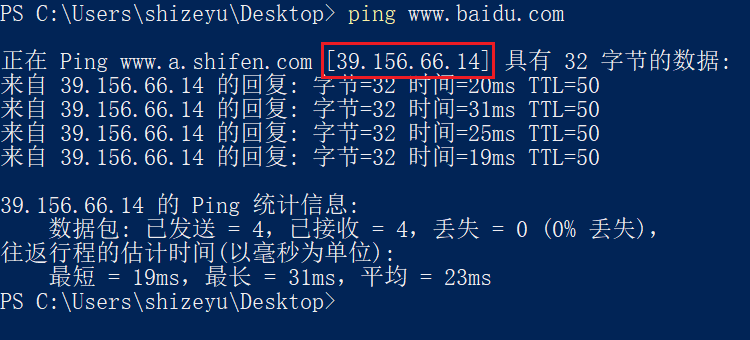 PS C:\Users\shizeyu\Desktop> ping www.baidu.com
正在 Ping www.a.shifen.com [39.156.66.14] 具有 32 字节的数据:
来自 39.156.66.14 的回复: 字节=32 时间=20ms TTL=50
来自 39.156.66.14 的回复: 字节=32 时间=31ms TTL=50
来自 39.156.66.14 的回复: 字节=32 时间=25ms TTL=50
来自 39.156.66.14 的回复: 字节=32 时间=19ms TTL=50
39.156.66.14 的 Ping 统计信息:
数据包: 已发送 = 4，已接收 = 4，丢失 = 0 (0% 丢失)，
往返行程的估计时间(以毫秒为单位):
最短 = 19ms，最长 = 31ms，平均 = 23ms
PS C:\Users\shizeyu\Desktop>